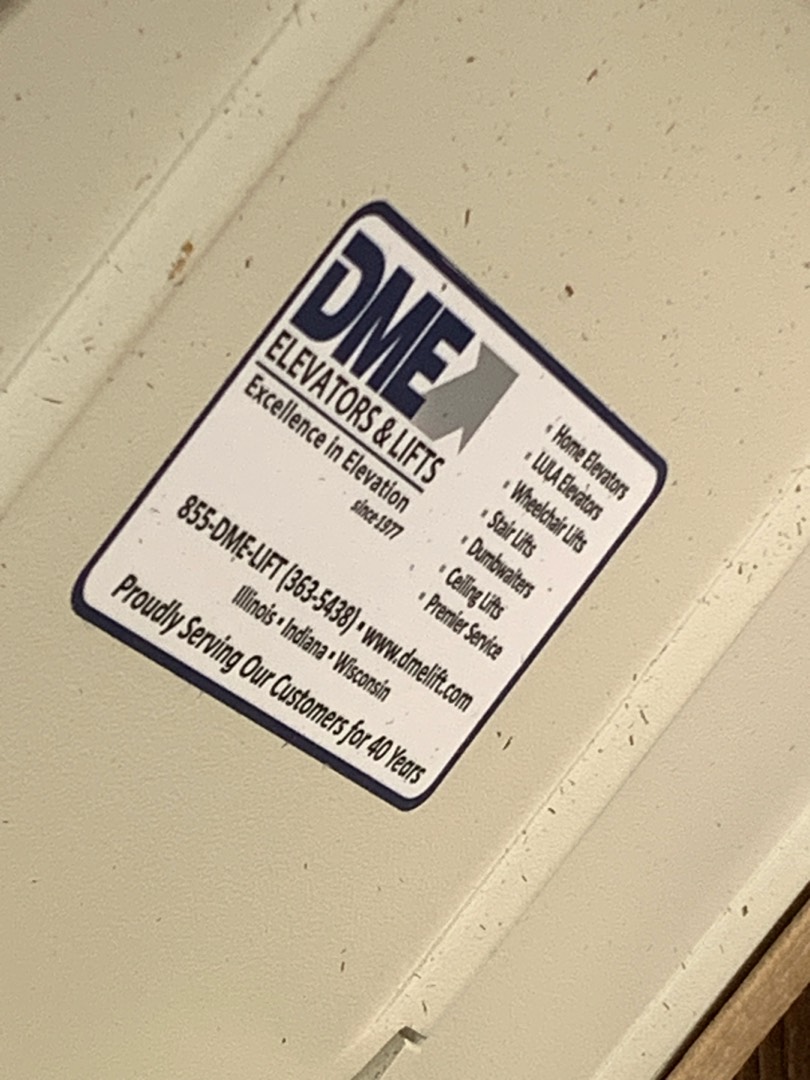 DME
ELEVATORS & LIFTS
Excellence in Elevation
since 1977
• Home Elevators
• LULA Elevators
• Wheelchair Lifts
• Stair Lifts
• Dumbwaiters
• Ceiling Lifts
• Premier Service
855-DME-LIFT (363-5438) • www.dmelift.com
Illinois • Indiana • Wisconsin
Proudly Serving Our Customers for 40 Years